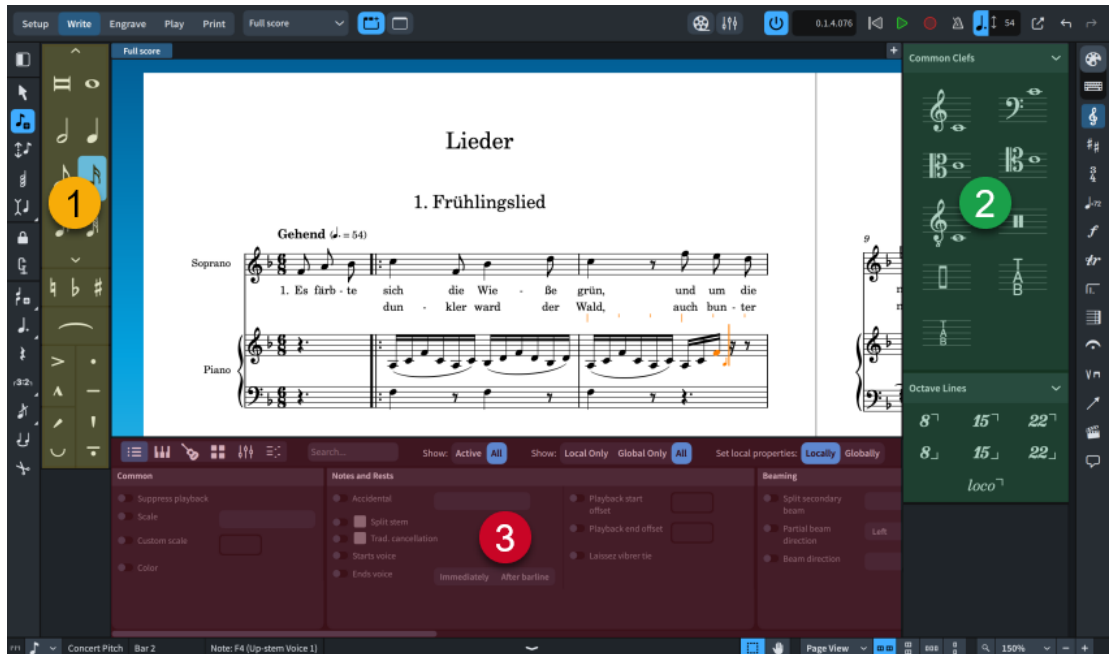 Setup Write Engrave Play Print Full score 0.1.4.076 54
Full score
Common Clefs
Lieder
1. Frühlingslied
Gehend (♩. = 54)
9
Soprano
1. Es färb - te sich die Wie - ße grün, und um die
dun - kler ward der Wald, auch bun - ter
Piano
1
2
Octave Lines
8 15 22
8 15 22
loco
Search... Show: Active All Show: Local Only Global Only All Set local properties: Locally Globally
Common Notes and Rests Beaming
Suppress playback
Scale
Custom scale
Color
Accidental
Split stem
Trad. cancellation
Starts voice
Ends voice Immediately After barline
3
Playback start
offset
Playback end offset
Laissez vibrer tie
Split secondary
beam
Partial beam
direction Left
Beam direction
Concert Pitch Bar 2 Note: F4 (Up-stem Voice 1) Page View 150%